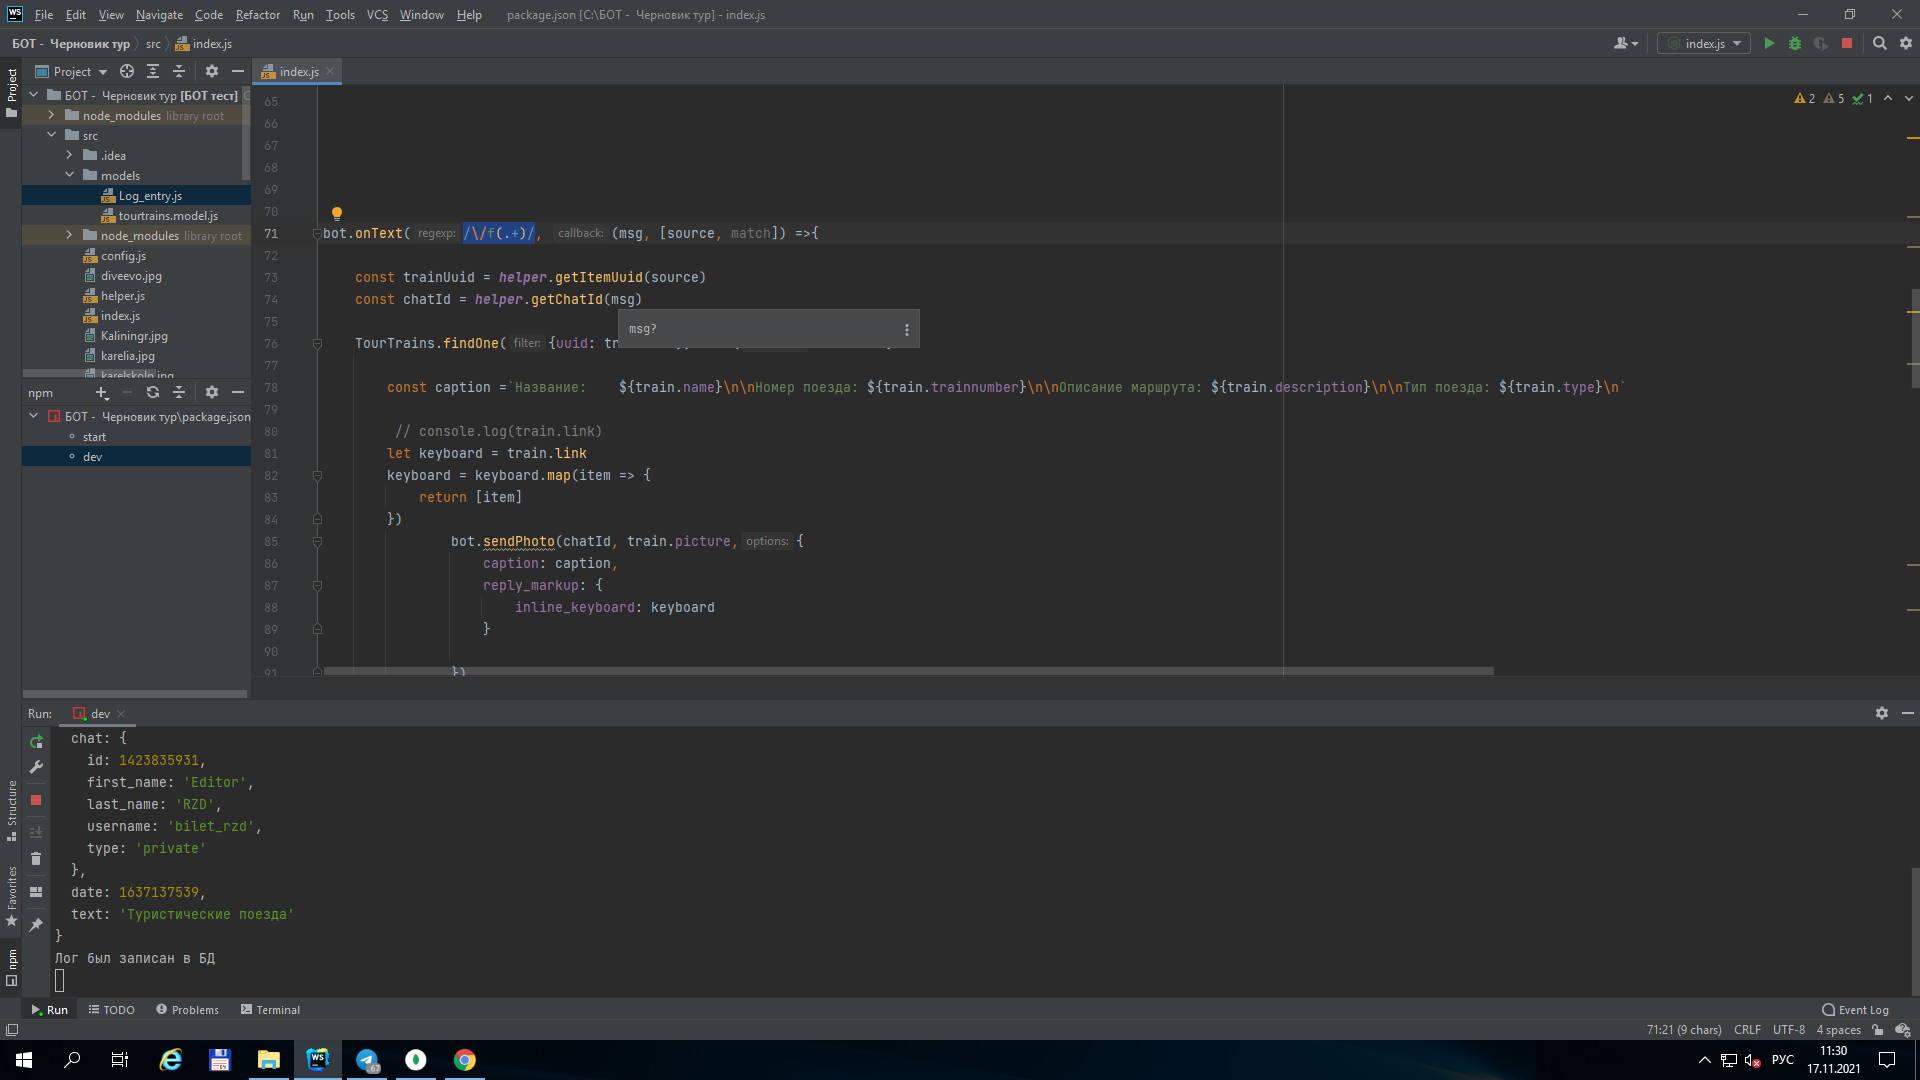 WS File Edit View Navigate Code Refactor Run Tools VCS Window Help package.json [C:\БОТ - Черновик тур] - index.js
БОТ - Черновик тур src index.js index.js
Project index.js
Project
БОТ - Черновик тур [БОТ тест]
node_modules library root
src
.idea
models
Log_entry.js
tourtrains.model.js
node_modules library root
config.js
diveevo.jpg
helper.js
index.js
Kaliningr.jpg
karelia.jpg
karelskoln.jpg
npm
БОТ - Черновик тур\package.json
start
dev
2 5 1
65
66
67
68
69
70
71 bot.onText( regexp: /\/f(.+)/, callback: (msg, [source, match]) =>{
72
73 const trainUuid = helper.getItemUuid(source)
74 const chatId = helper.getChatId(msg)
75
msg?
76 TourTrains.findOne( filter: {uuid: tr
77
78 const caption =`Название:    ${train.name}\n\nНомер поезда: ${train.trainnumber}\n\nОписание маршрута: ${train.description}\n\nТип поезда: ${train.type}\n`
79
80 // console.log(train.link)
81 let keyboard = train.link
82 keyboard = keyboard.map(item => {
83 return [item]
84 })
85 bot.sendPhoto(chatId, train.picture, options: {
86 caption: caption,
87 reply_markup: {
88 inline_keyboard: keyboard
89 }
90
91 })
Run: dev
chat: {
id: 1423835931,
first_name: 'Editor',
last_name: 'RZD',
username: 'bilet_rzd',
type: 'private'
},
date: 1637137539,
text: 'Туристические поезда'
}
Лог был записан в БД
Structure
Favorites
npm
Run TODO Problems Terminal Event Log
71:21 (9 chars) CRLF UTF-8 4 spaces
WS 67 РУС 11:30
17.11.2021